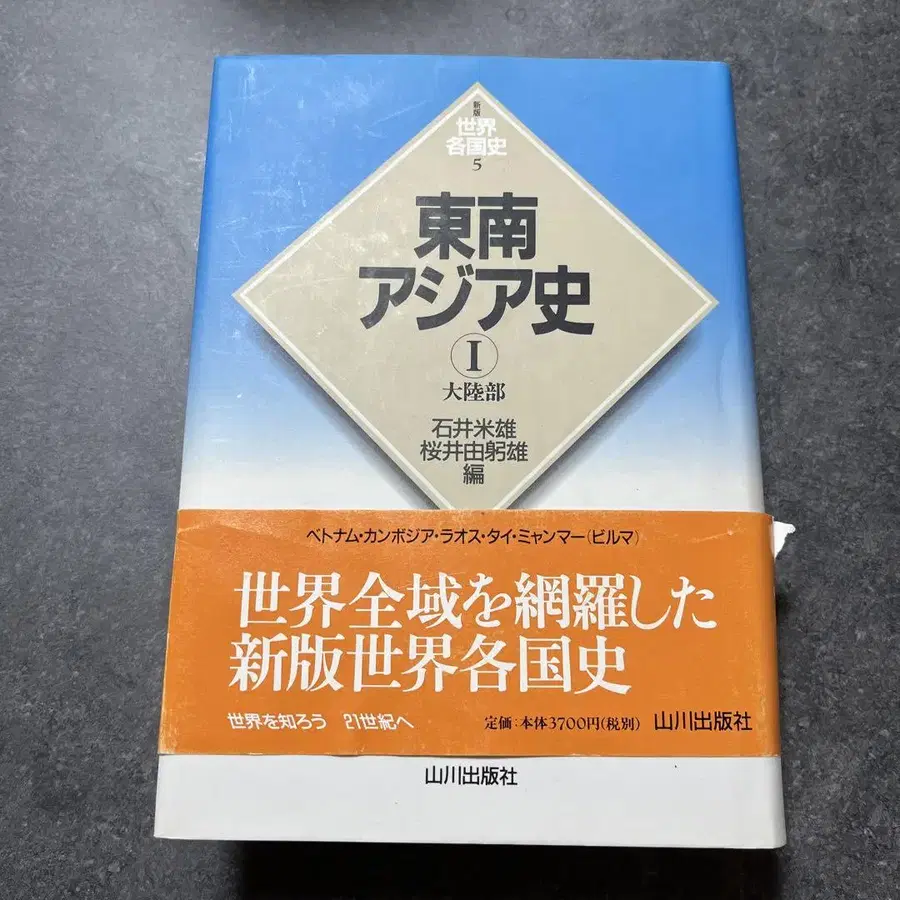 新版
世界
各国史
5
東南
アジア史
I
大陸部
石井米雄
桜井由躬雄
編
ベトナム・カンボジア・ラオス・タイ・ミャンマー(ビルマ)
世界全域を網羅した
新版世界各国史
世界を知ろう 21世紀へ 定価:本体3700円(税別) 山川出版社
山川出版社